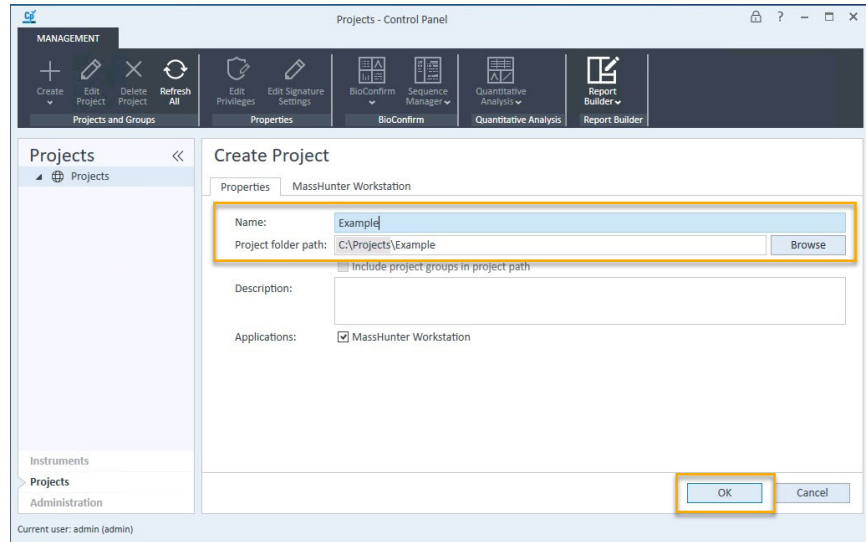 Cp
Projects - Control Panel
?
MANAGEMENT
Create
Edit Project
Delete Project
Refresh All
Edit Privileges
Edit Signature Settings
BioConfirm
Sequence Manager
Quantitative Analysis
Report Builder
Projects and Groups
Properties
BioConfirm
Quantitative Analysis
Report Builder
Projects
Projects
Create Project
Properties MassHunter Workstation
Name: Example
Project folder path: C:\Projects\Example Browse
Include project groups in project path
Description:
Applications: MassHunter Workstation
Instruments
Projects
Administration
OK Cancel
Current user: admin (admin)